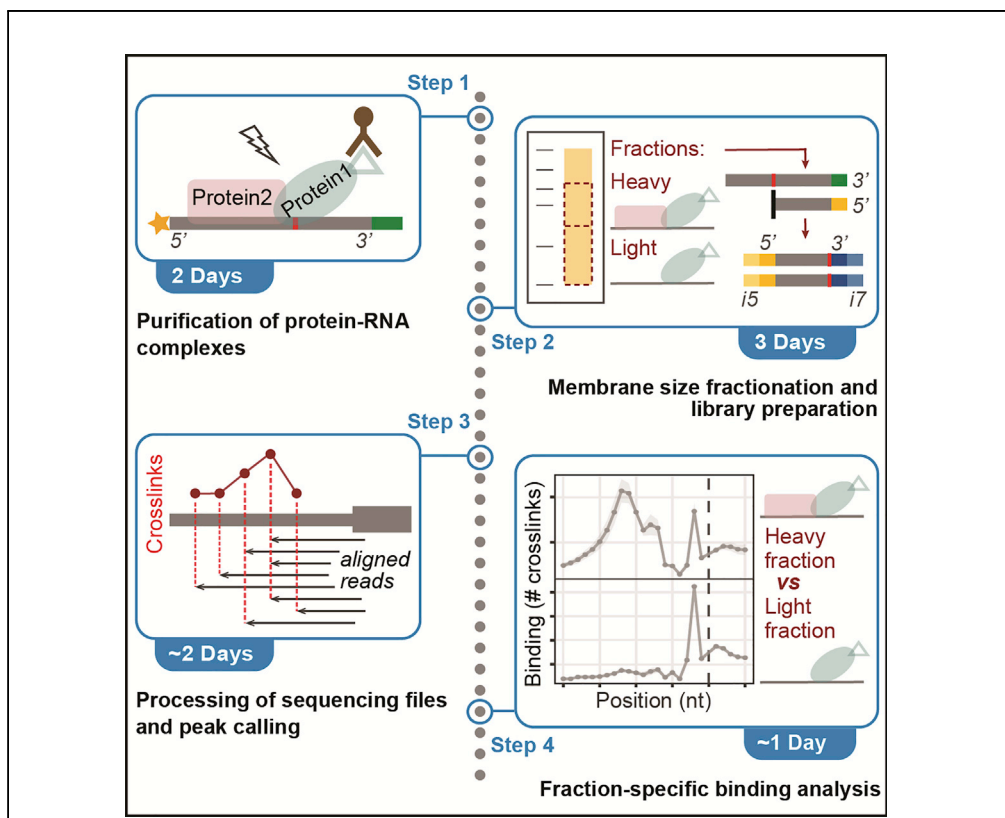 Step 1
Protein2
Protein1
5'
3'
2 Days
Purification of protein-RNA
complexes
Fractions:
Heavy
Light
3'
5'
5'
3'
i5
i7
Step 2
3 Days
Membrane size fractionation and
library preparation
Step 3
Crosslinks
aligned
reads
~2 Days
Processing of sequencing files
and peak calling
Binding (# crosslinks)
Position (nt)
Heavy
fraction
vs
Light
fraction
Step 4
~1 Day
Fraction-specific binding analysis